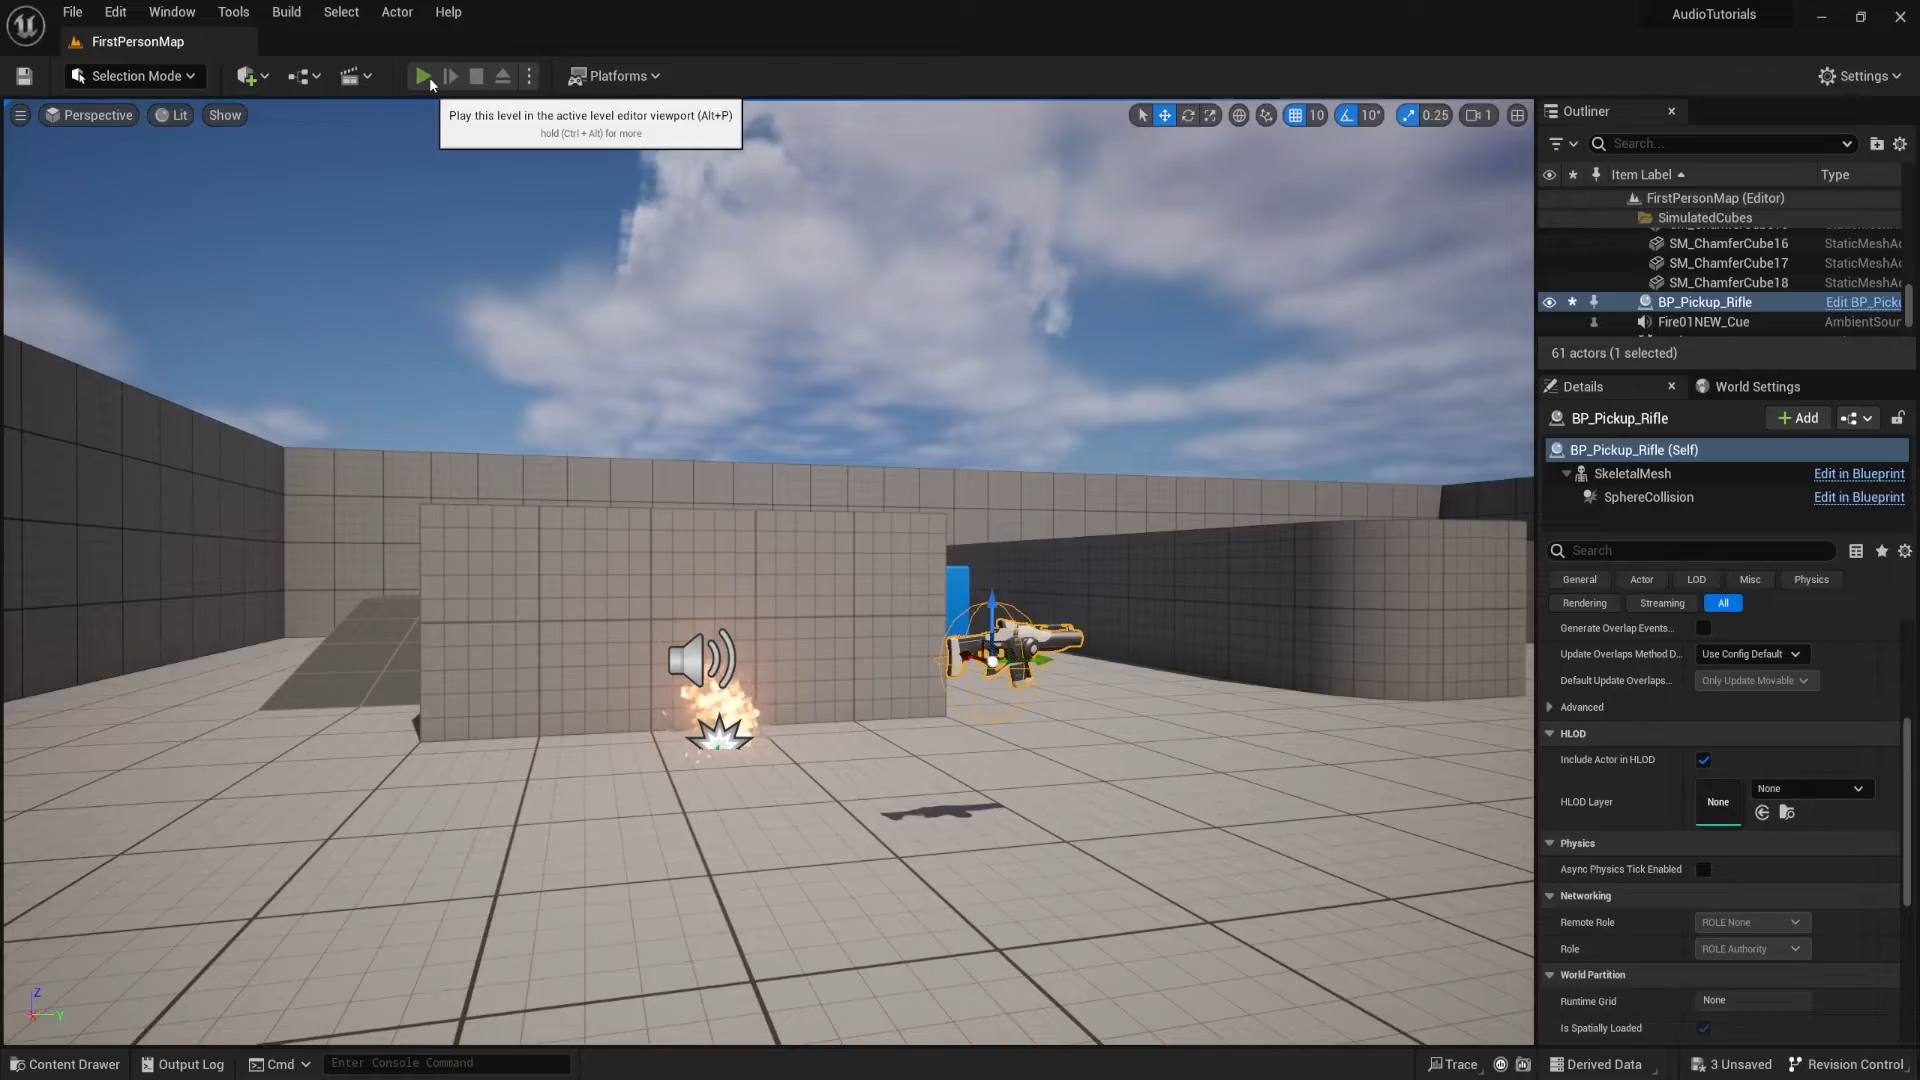 File Edit Window Tools Build Select Actor Help
AudioTutorials
FirstPersonMap
Selection Mode
Platforms
Settings
Play this level in the active level editor viewport (Alt+P)
hold (Ctrl + Alt) for more
Perspective Lit Show
10 10° 0.25 1
Outliner
Search...
Item Label Type
FirstPersonMap (Editor)
SimulatedCubes
SM_ChamferCube16 StaticMeshAc
SM_ChamferCube17 StaticMeshAc
SM_ChamferCube18 StaticMeshAc
BP_Pickup_Rifle Edit BP_Picku
Fire01NEW_Cue AmbientSoun
61 actors (1 selected)
Details World Settings
BP_Pickup_Rifle Add
BP_Pickup_Rifle (Self)
SkeletalMesh Edit in Blueprint
SphereCollision Edit in Blueprint
Search
General Actor LOD Misc Physics
Rendering Streaming All
Generate Overlap Events...
Update Overlaps Method D... Use Config Default
Default Update Overlaps... Only Update Movable
Advanced
HLOD
Include Actor in HLOD
None
HLOD Layer None
Physics
Async Physics Tick Enabled
Networking
Remote Role ROLE None
Role ROLE Authority
World Partition
Runtime Grid None
Is Spatially Loaded
Z
X Y
Content Drawer Output Log Cmd Enter Console Command Trace Derived Data 3 Unsaved Revision Control